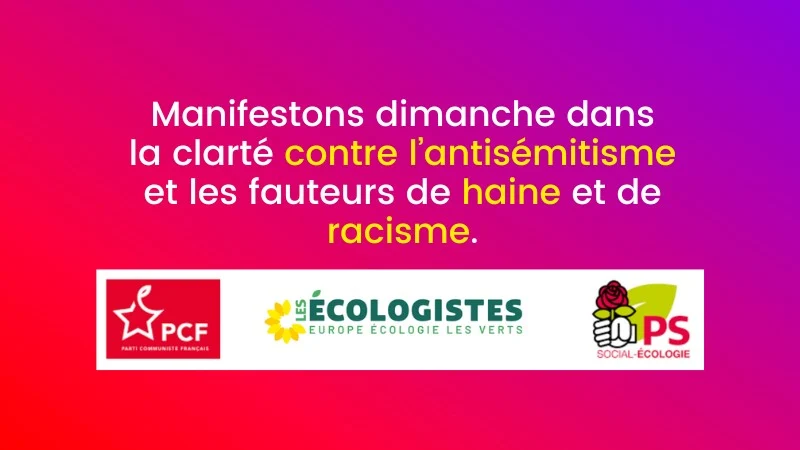 Manifestons dimanche dans
la clarté contre l’antisémitisme
et les fauteurs de haine et de
racisme.
PCF
PARTI COMMUNISTE FRANÇAIS
LES ÉCOLOGISTES
EUROPE ÉCOLOGIE LES VERTS
PS
SOCIAL-ÉCOLOGIE